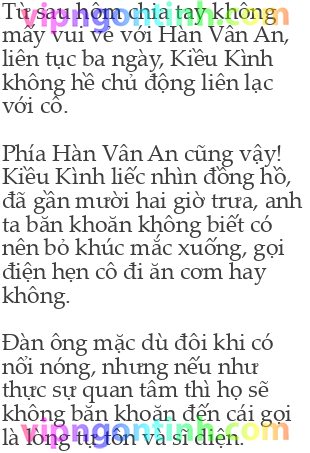 Từ sau hôm chia tay không
vipngontinh.com
mấy vui vẻ với Hàn Vân An,
liên tục ba ngày, Kiều Kình
không hề chủ động liên lạc
với cô.
Phía Hàn Vân An cũng vậy!
Kiều Kình liếc nhìn đồng hồ,
đã gần mười hai giờ trưa, anh
ta băn khoăn không biết có
nên bỏ khúc mắc xuống, gọi
điện hẹn cô đi ăn cơm hay
không.
Đàn ông mặc dù đôi khi có
nổi nóng, nhưng nếu như
thực sự quan tâm thì họ sẽ
không băn khoăn đến cái gọi
vipngontinh.com
là lòng tự tôn và sĩ diện.